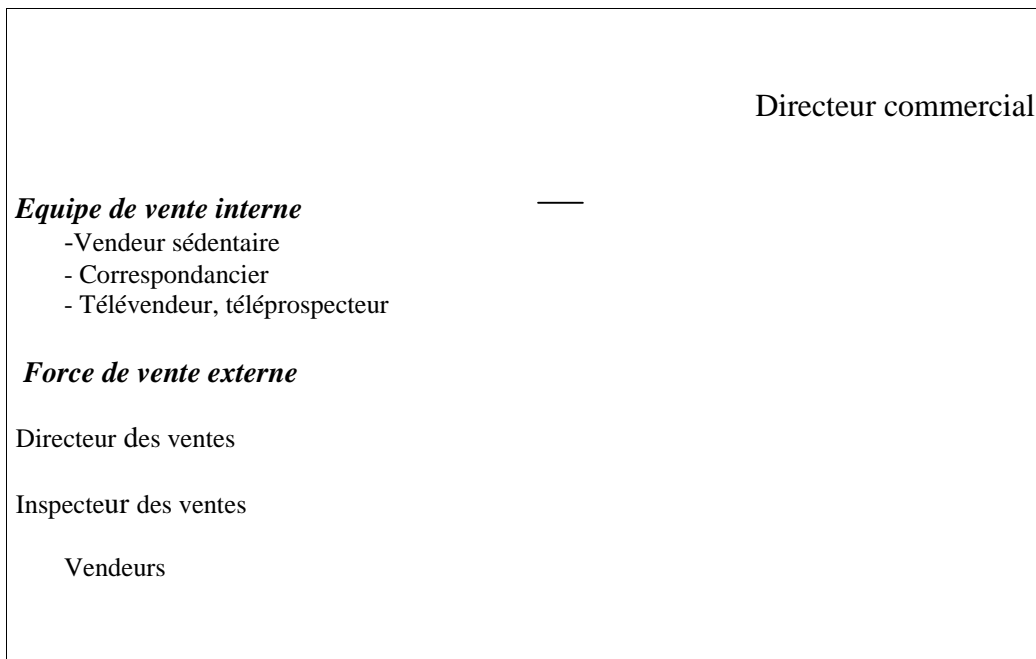 Directeur commercial
Equipe de vente interne
-Vendeur sédentaire
- Correspondancier
- Télévendeur, téléprospecteur
Force de vente externe
Directeur des ventes
Inspecteur des ventes
Vendeurs